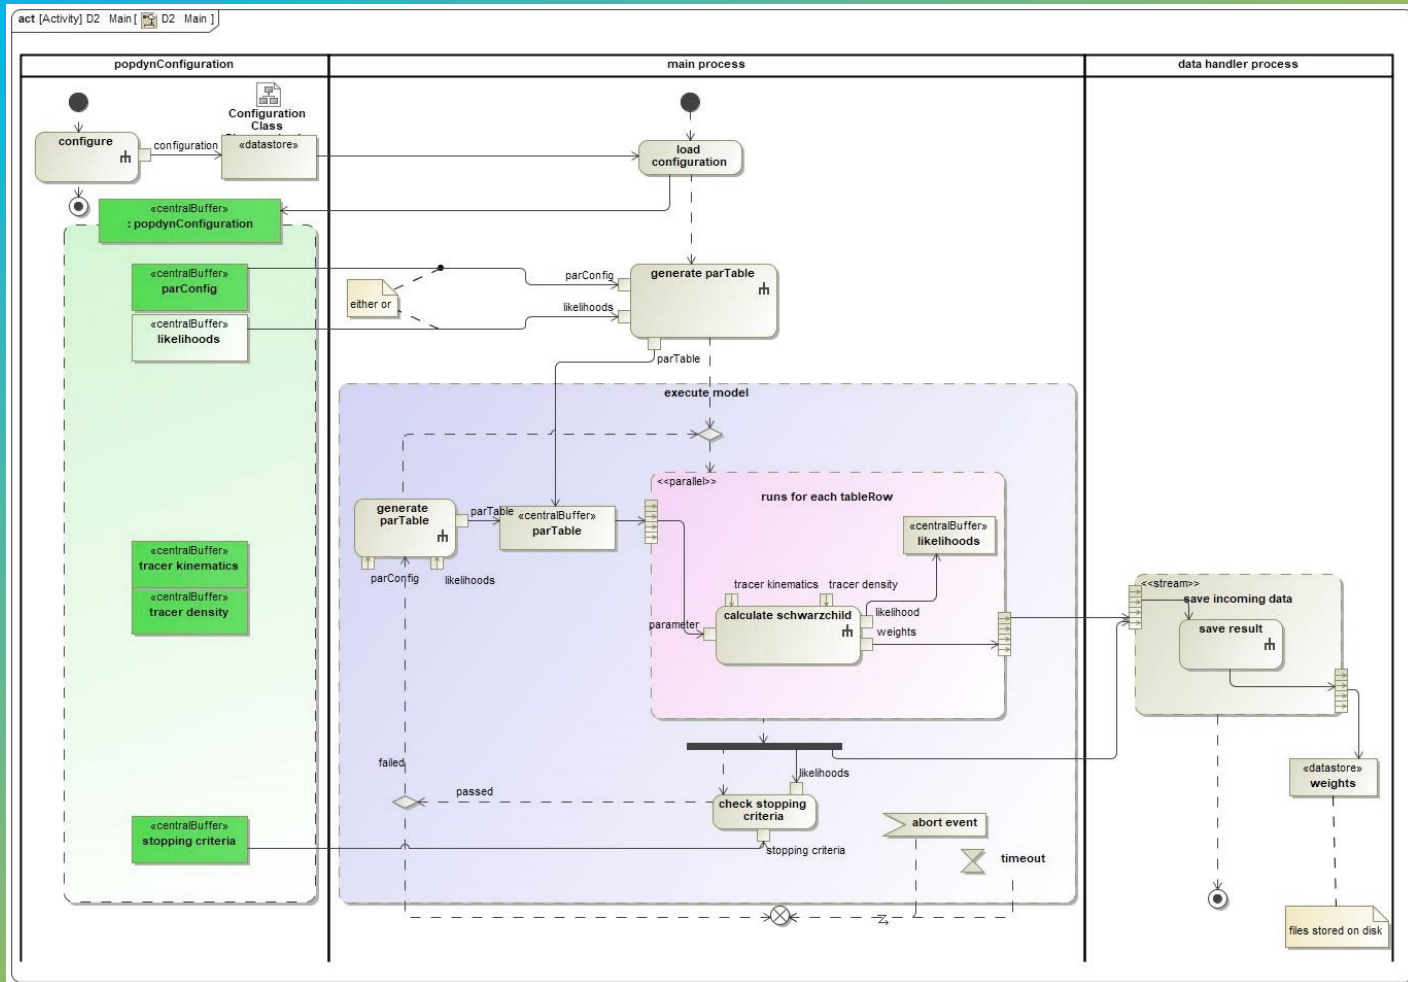 act [Activity] D2 Main [ D2 Main ]
popdynConfiguration
main process
data handler process
Configuration
Class
configure
configuration
«datastore»
load
configuration
«centralBuffer»
: popdynConfiguration
«centralBuffer»
parConfig
«centralBuffer»
likelihoods
either or
parConfig
likelihoods
generate parTable
parTable
execute model
<<parallel>>
runs for each tableRow
generate
parTable
parTable
«centralBuffer»
parTable
parConfig
likelihoods
«centralBuffer»
likelihoods
tracer kinematics
tracer density
parameter
calculate schwarzchild
likelihood
weights
«centralBuffer»
tracer kinematics
«centralBuffer»
tracer density
<<stream>>
save incoming data
save result
failed
passed
likelihoods
check stopping
criteria
stopping criteria
abort event
timeout
«centralBuffer»
stopping criteria
«datastore»
weights
files stored on disk